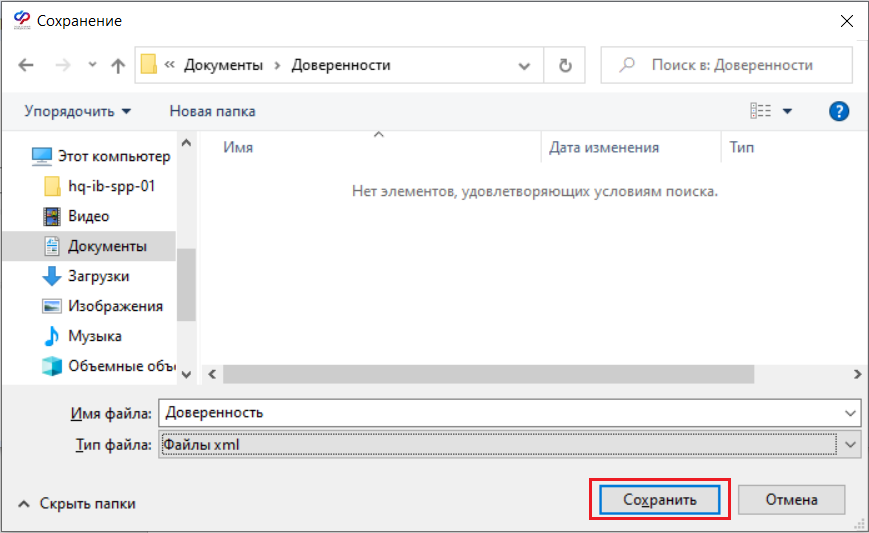 Сохранение
« Документы › Доверенности
Поиск в: Доверенности
Упорядочить
Новая папка
?
Этот компьютер
hq-ib-spp-01
Видео
Документы
Загрузки
Изображения
Музыка
Объемные объ
Имя
Дата изменения
Тип
Нет элементов, удовлетворяющих условиям поиска.
Имя файла: Доверенность
Тип файла: Файлы xml
Скрыть папки
Сохранить
Отмена